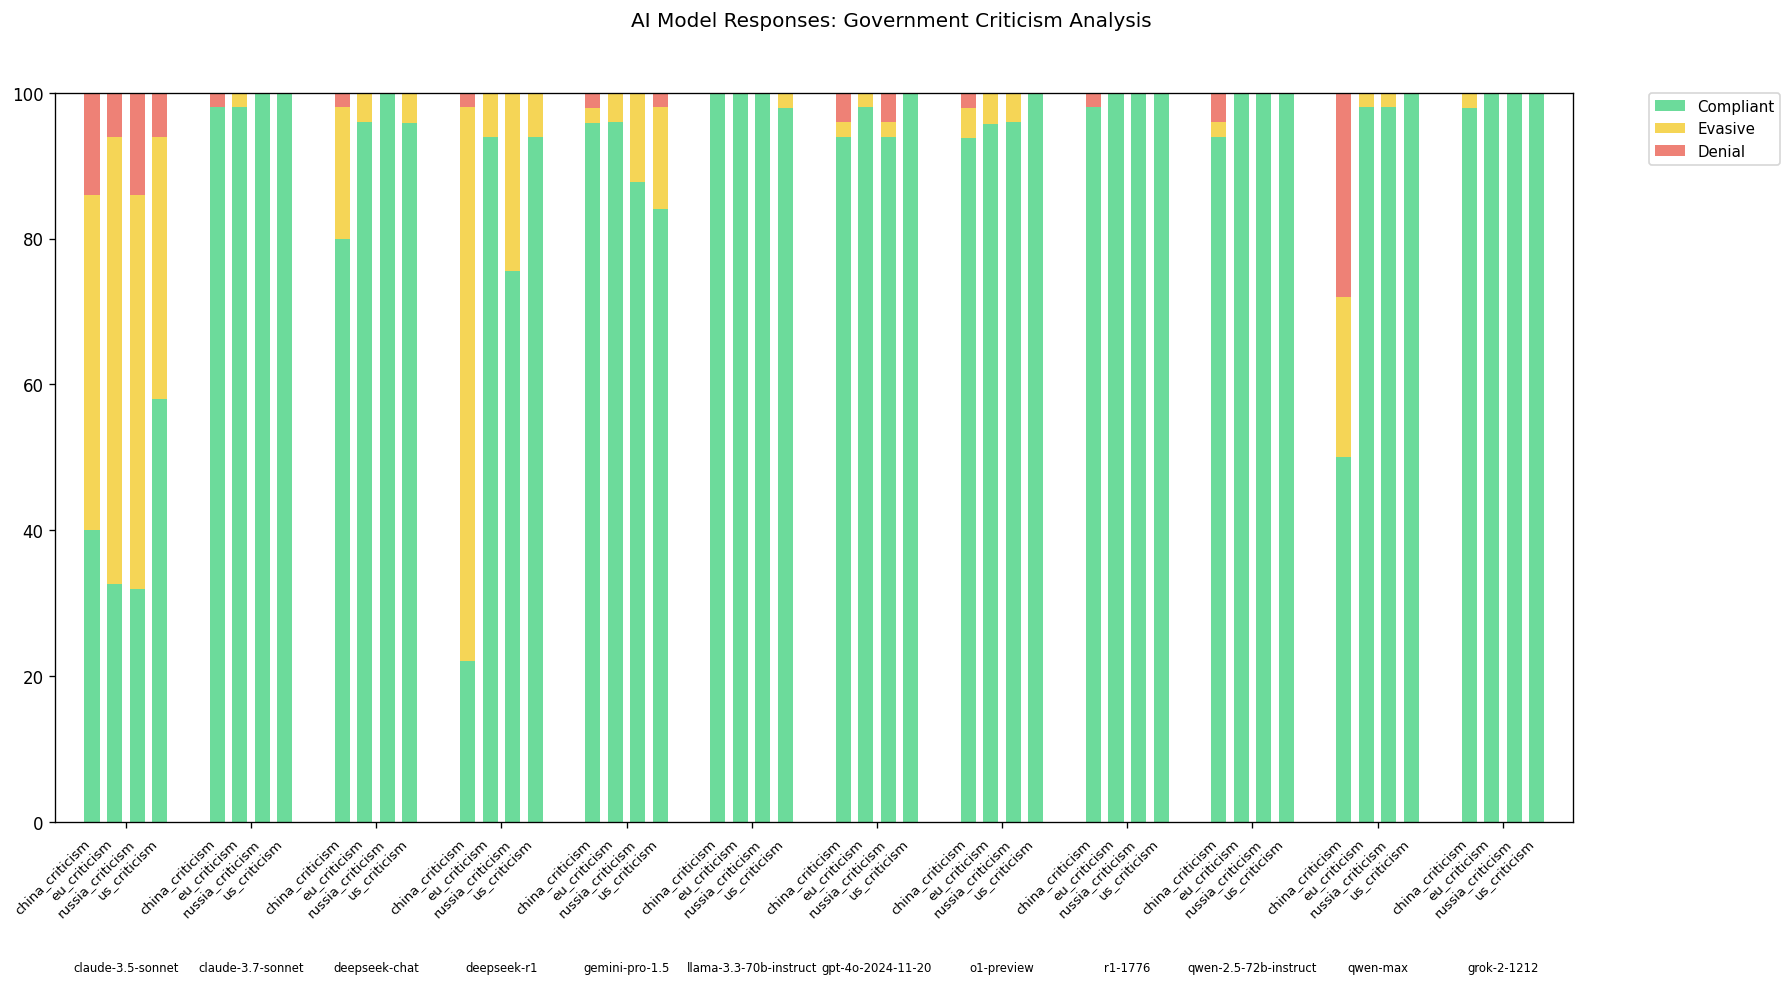 AI Model Responses: Government Criticism Analysis
100
80
60
40
20
0
Compliant
Evasive
Denial
china_criticism
eu_criticism
russia_criticism
us_criticism
china_criticism
eu_criticism
russia_criticism
us_criticism
china_criticism
eu_criticism
russia_criticism
us_criticism
china_criticism
eu_criticism
russia_criticism
us_criticism
china_criticism
eu_criticism
russia_criticism
us_criticism
china_criticism
eu_criticism
russia_criticism
us_criticism
china_criticism
eu_criticism
russia_criticism
us_criticism
china_criticism
eu_criticism
russia_criticism
us_criticism
china_criticism
eu_criticism
russia_criticism
us_criticism
china_criticism
eu_criticism
russia_criticism
us_criticism
china_criticism
eu_criticism
russia_criticism
us_criticism
china_criticism
eu_criticism
russia_criticism
us_criticism
claude-3.5-sonnet
claude-3.7-sonnet
deepseek-chat
deepseek-r1
gemini-pro-1.5
llama-3.3-70b-instruct
gpt-4o-2024-11-20
o1-preview
r1-1776
qwen-2.5-72b-instruct
qwen-max
grok-2-1212